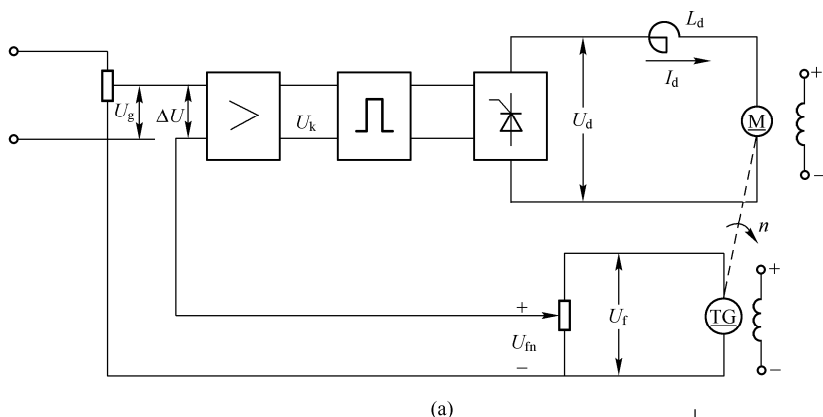 L_d
I_d
+
U_g
ΔU
>
U_k
U_d
M
−
n
+
+
U_fn
−
U_f
TG
−
(a)